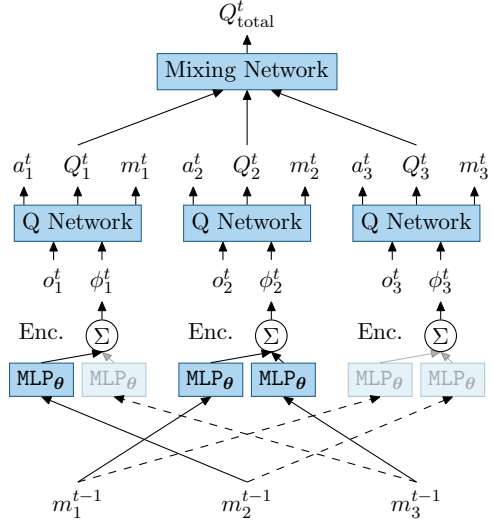 Q^t_total
Mixing Network
a^t_1 Q^t_1 m^t_1 a^t_2 Q^t_2 m^t_2 a^t_3 Q^t_3 m^t_3
Q Network Q Network Q Network
o^t_1 ϕ^t_1 o^t_2 ϕ^t_2 o^t_3 ϕ^t_3
Enc. Σ Enc. Σ Enc. Σ
MLP_θ MLP_θ MLP_θ MLP_θ MLP_θ MLP_θ
m^{t−1}_1 m^{t−1}_2 m^{t−1}_3